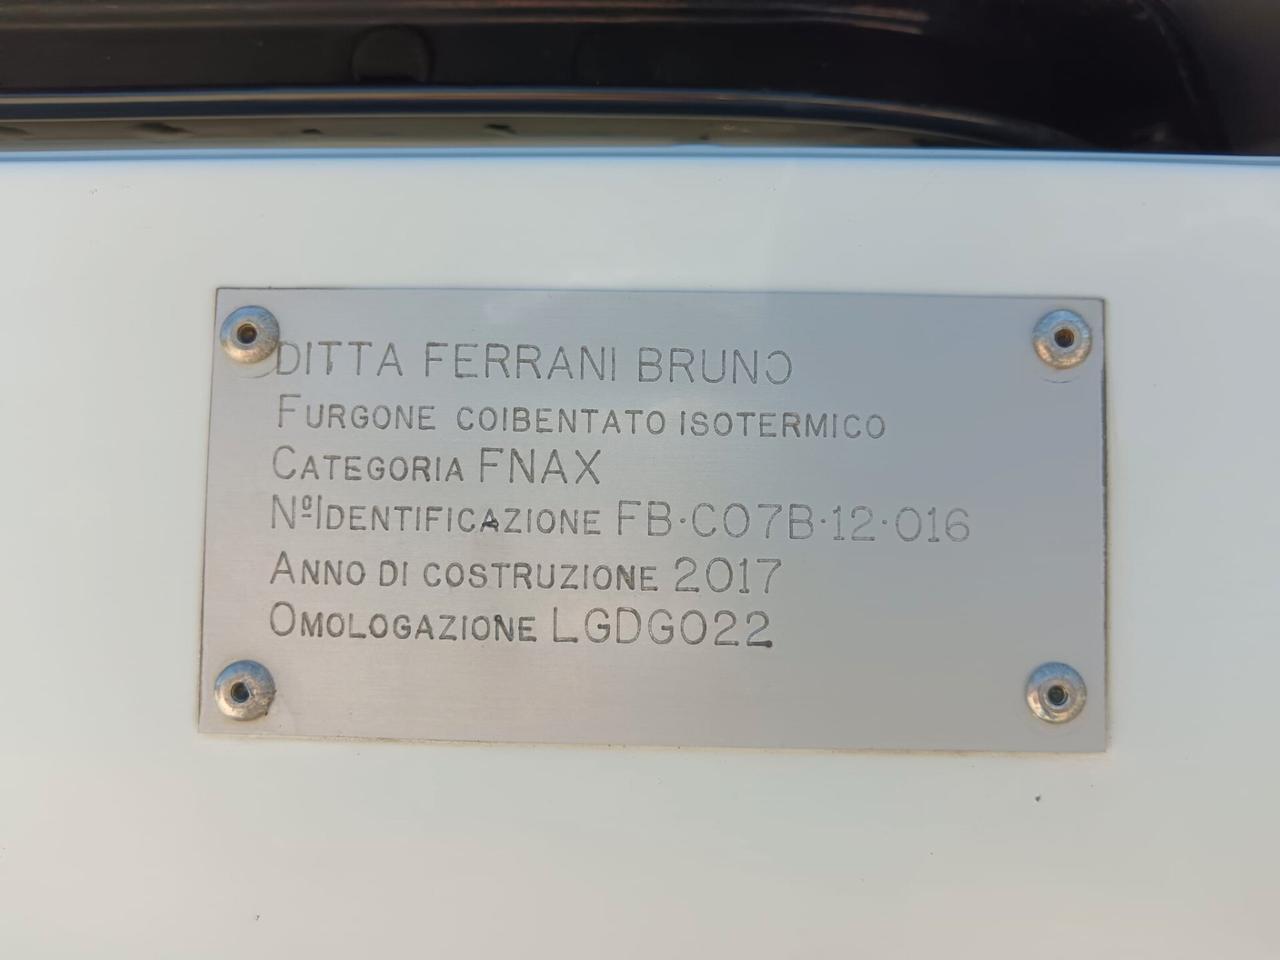 DITTA FERRANI BRUNO
FURGONE COIBENTATO ISOTERMICO
CATEGORIA FNAX
Nº IDENTIFICAZIONE FB·C07B·12·016
ANNO DI COSTRUZIONE 2017
OMOLOGAZIONE LGDG022